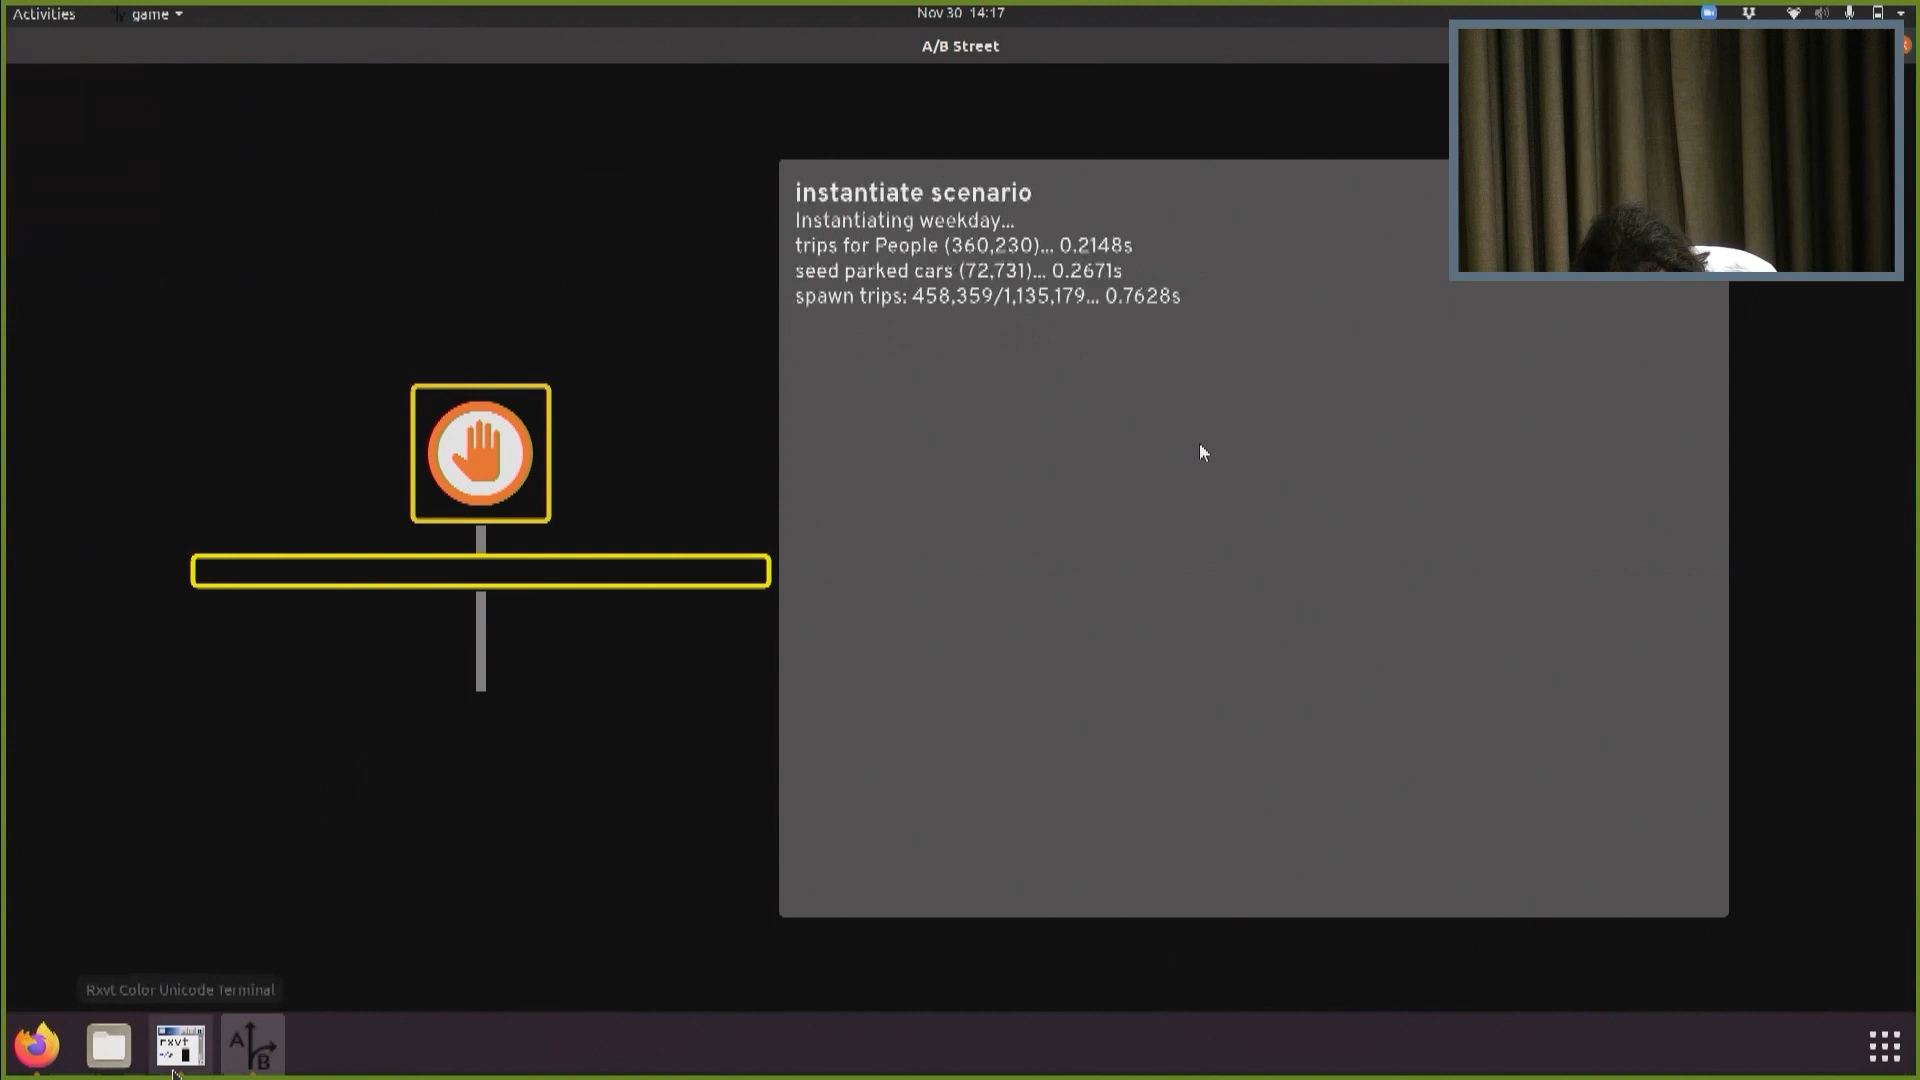 Activities
game
Nov 30 14:17
A/B Street
instantiate scenario
Instantiating weekday...
trips for People (360,230)... 0.2148s
seed parked cars (72,731)... 0.2671s
spawn trips: 458,359/1,135,179... 0.7628s
Rxvt Color Unicode Terminal
rxvt
A
B